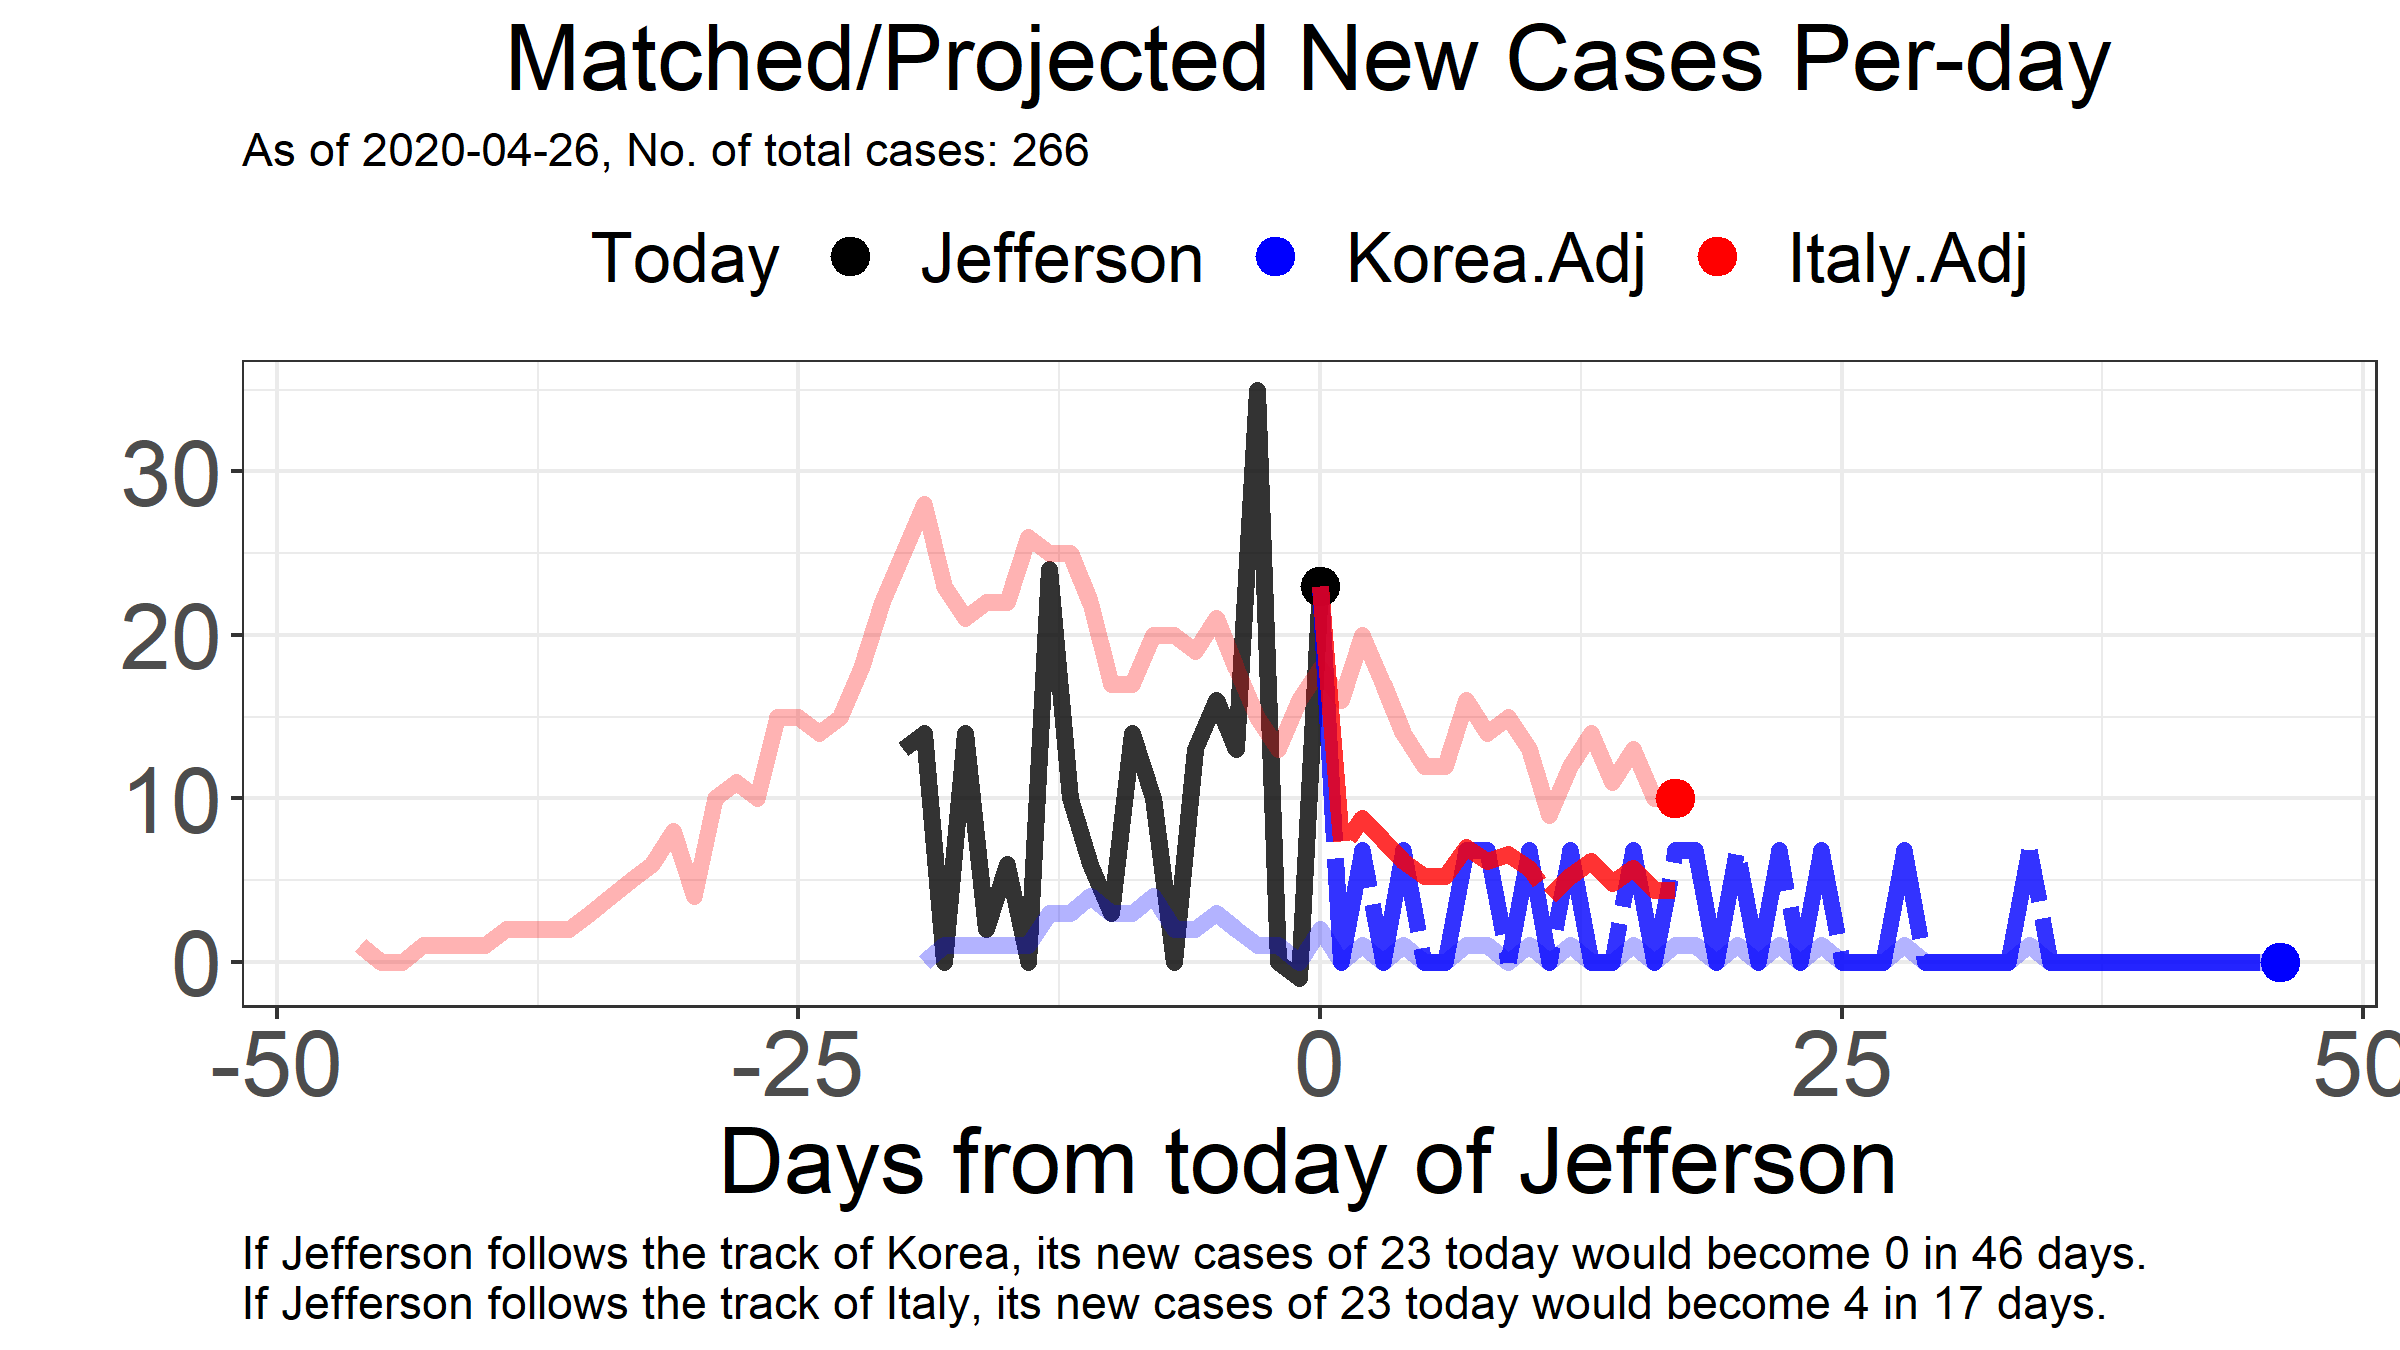 Matched/Projected New Cases Per-day
As of 2020-04-26, No. of total cases: 266
Today Jefferson Korea.Adj Italy.Adj
30
20
10
0
-50 -25 0 25 50
Days from today of Jefferson
If Jefferson follows the track of Korea, its new cases of 23 today would become 0 in 46 days.
If Jefferson follows the track of Italy, its new cases of 23 today would become 4 in 17 days.